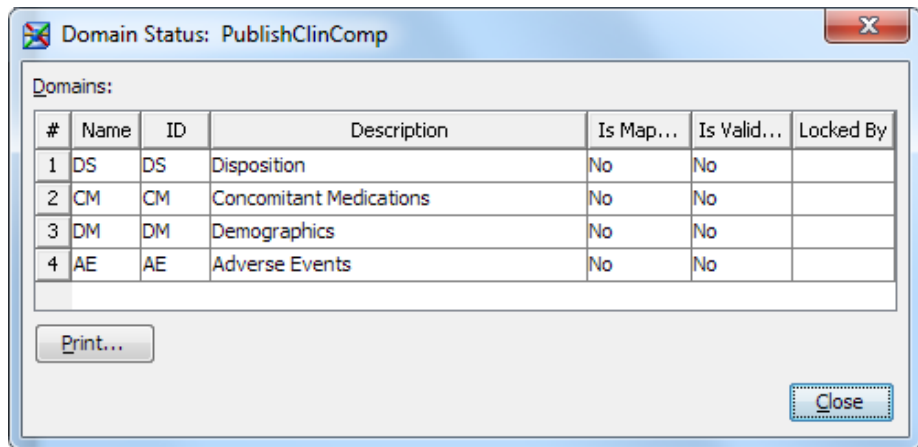 Domain Status: PublishClinComp
X
Domains:
# Name ID Description Is Map... Is Valid... Locked By
1 DS DS Disposition No No
2 CM CM Concomitant Medications No No
3 DM DM Demographics No No
4 AE AE Adverse Events No No
Print...
Close